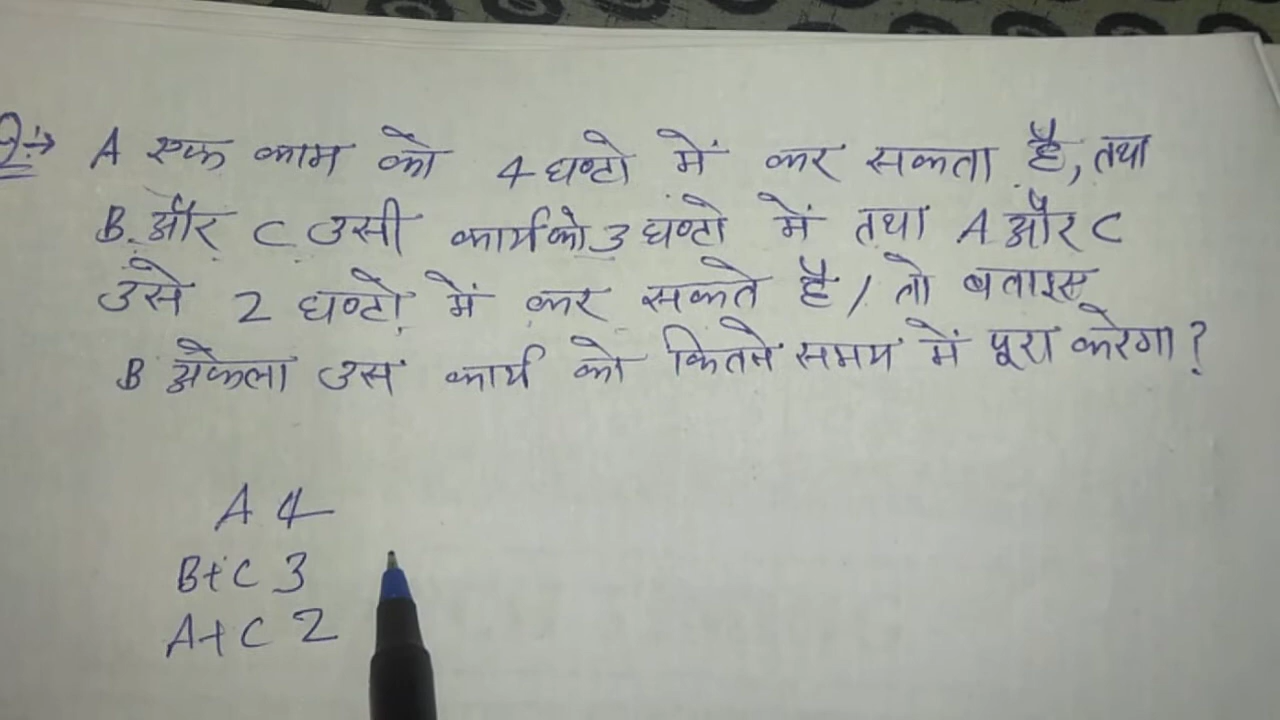 Q:→ A एक काम को 4 घण्टो में कर सकता है, तथा
B और C उसी कार्य को 3 घण्टो में तथा A और C
उसे 2 घण्टो में कर सकते है / तो बताइए
B अकेला उस कार्य को कितने समय में पूरा करेगा ?
A 4
B+C 3
A+C 2